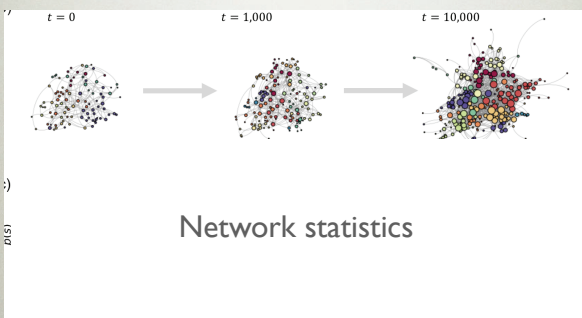 t = 0
t = 1,000
t = 10,000
:)
p(s)
Network statistics